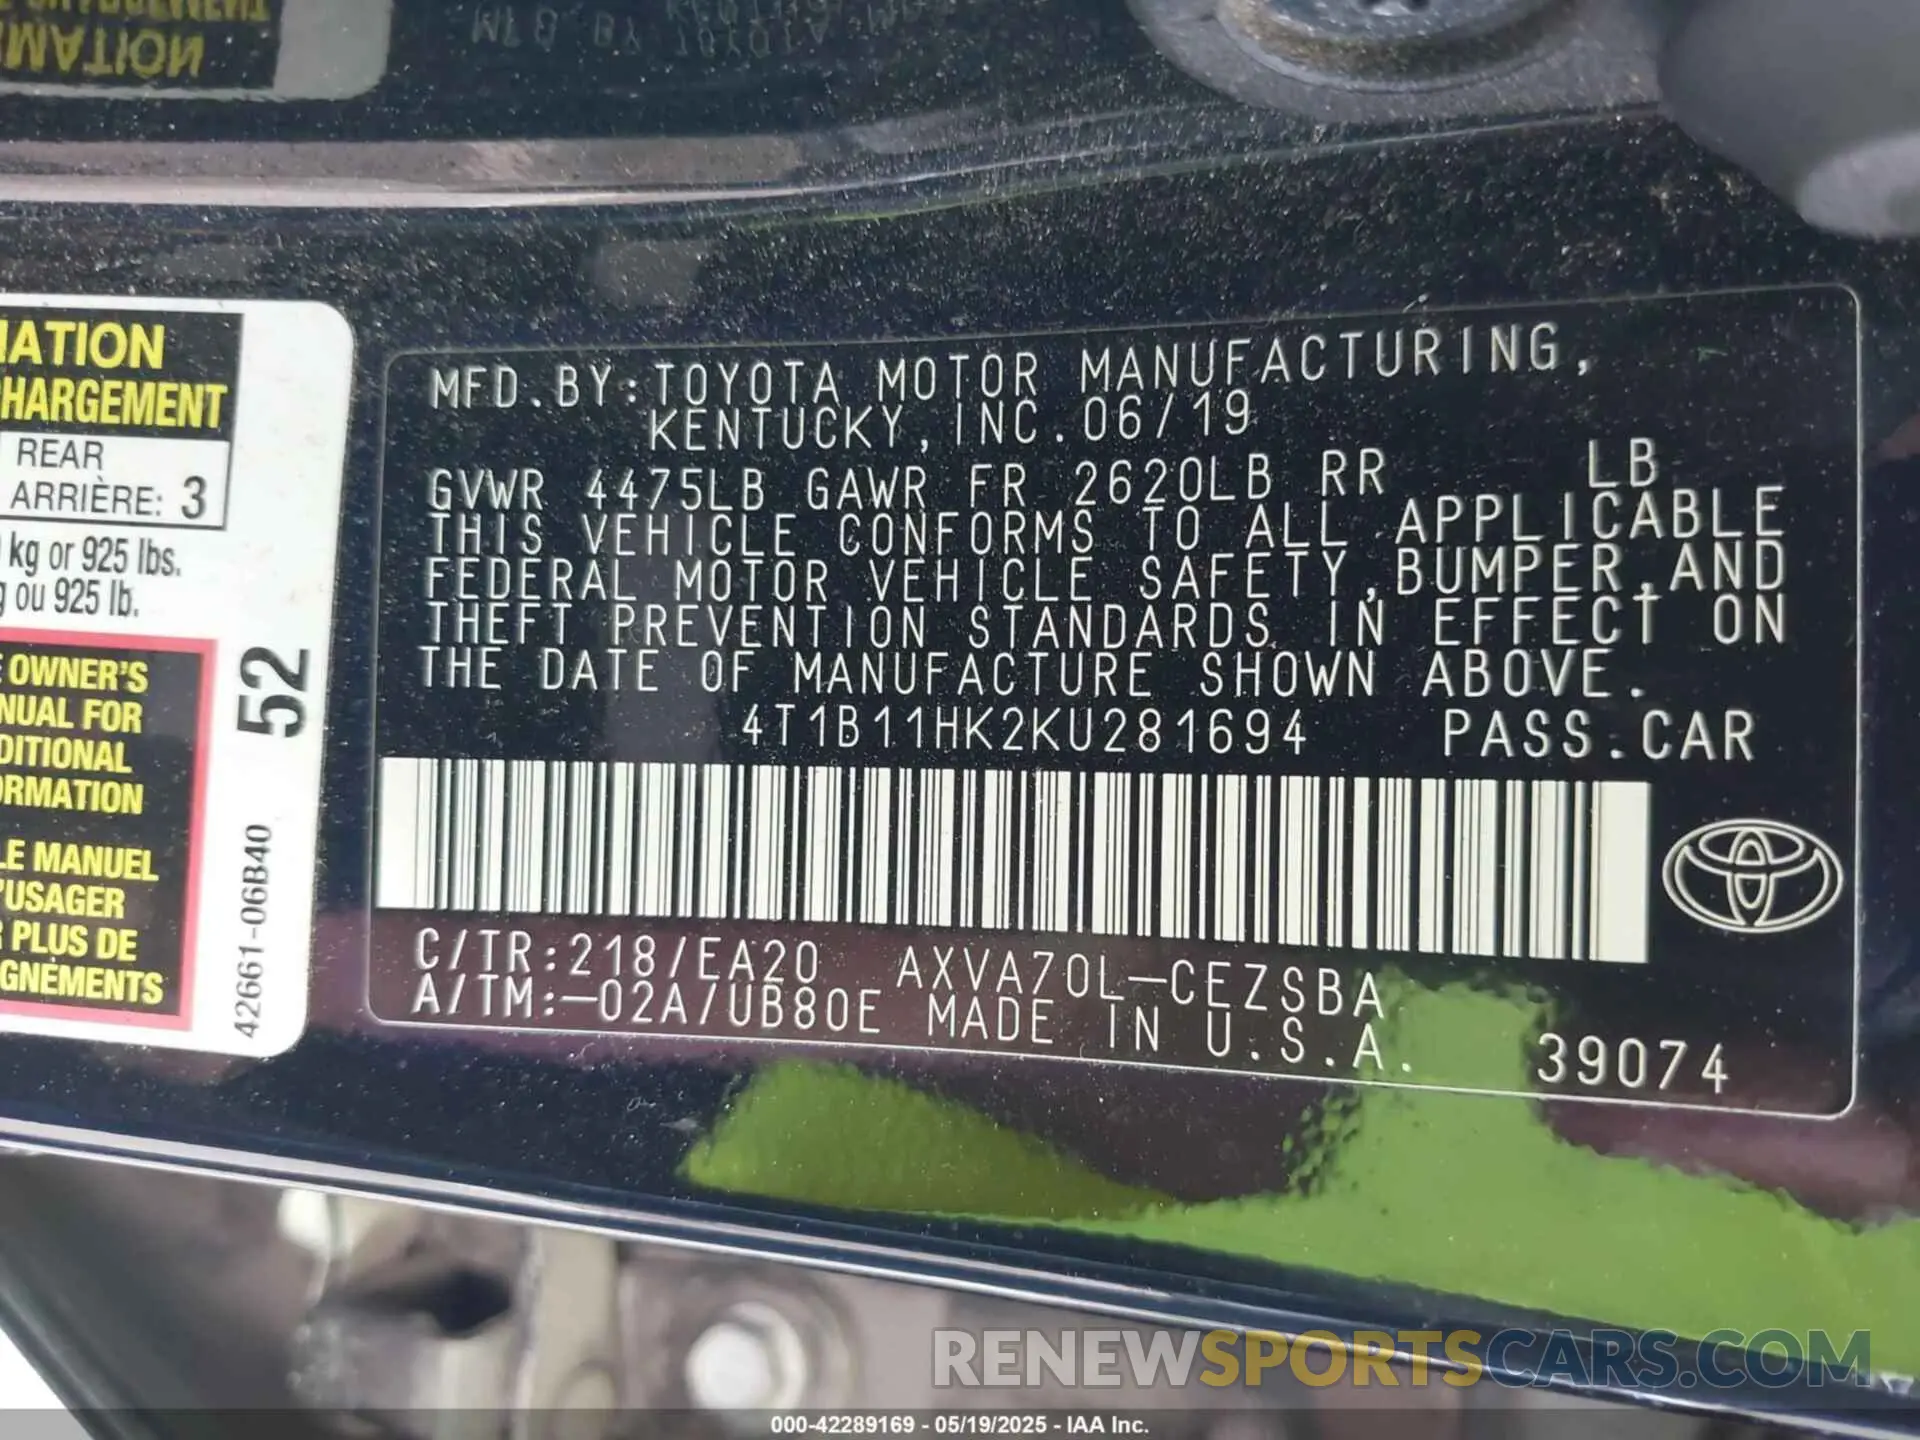 MATION
MFD BY TOYOTA
IATION
HARGEMENT
REAR
ARRIÈRE: 3
kg or 925 lbs.
ou 925 lb.
E OWNER'S
NUAL FOR
DITIONAL
ORMATION
LE MANUEL
'USAGER
R PLUS DE
GNEMENTS
52
42661-06B40
MFD.BY:TOYOTA MOTOR MANUFACTURING,
KENTUCKY,INC.06/19
GVWR 4475LB GAWR FR 2620LB RR LB
THIS VEHICLE CONFORMS TO ALL APPLICABLE
FEDERAL MOTOR VEHICLE SAFETY,BUMPER,AND
THEFT PREVENTION STANDARDS IN EFFECT ON
THE DATE OF MANUFACTURE SHOWN ABOVE.
4T1B11HK2KU281694 PASS.CAR
C/TR:218/EA20 AXVA70L-CEZSBA
A/TM:-02A/UB80E MADE IN U.S.A. 39074
RENEWSPORTSCARS.COM
000-42289169 - 05/19/2025 - IAA Inc.